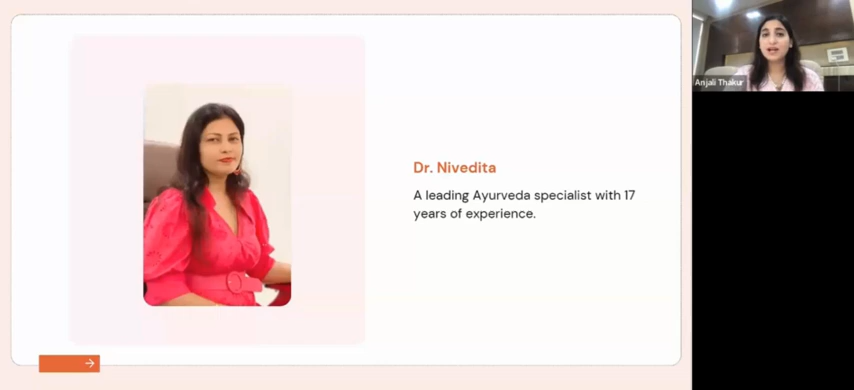 Dr. Nivedita
A leading Ayurveda specialist with 17
years of experience.
Anjali Thakur